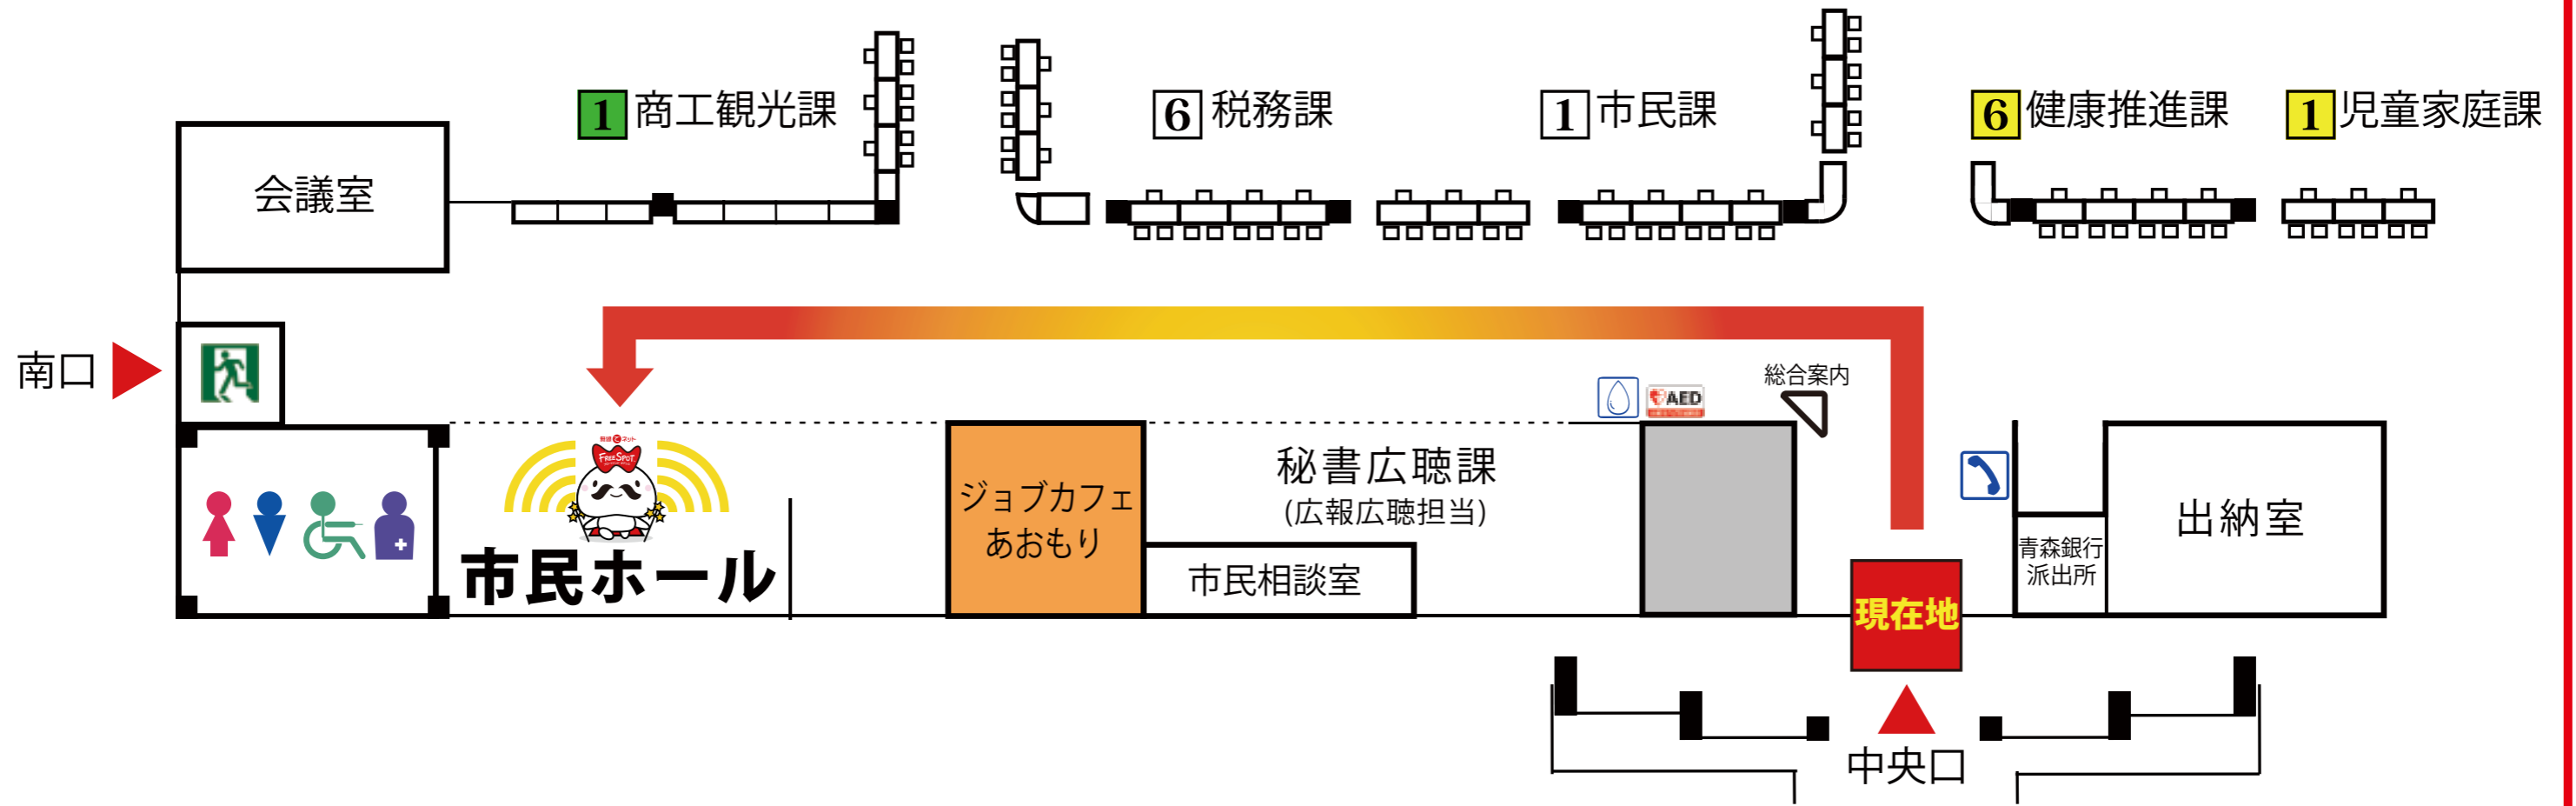 1 商工観光課
6 税務課
1 市民課
6 健康推進課
1 児童家庭課
会議室
南口
総合案内
AED
FREESPOT
市民ホール
ジョブカフェ
あおもり
秘書広聴課
(広報広聴担当)
市民相談室
現在地
青森銀行
派出所
出納室
中央口